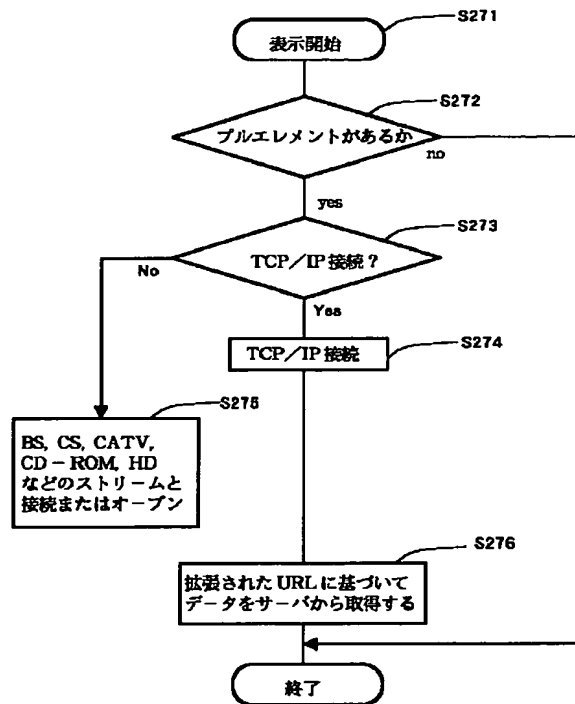 S271
表示開始
S272
プルエレメントがあるか
no
yes
S273
TCP/IP 接続?
No
Yes
S274
TCP/IP 接続
S275
BS, CS, CATV,
CD-ROM, HD
などのストリームと
接続またはオープン
S276
拡張された URL に基づいて
データをサーバから取得する
終了